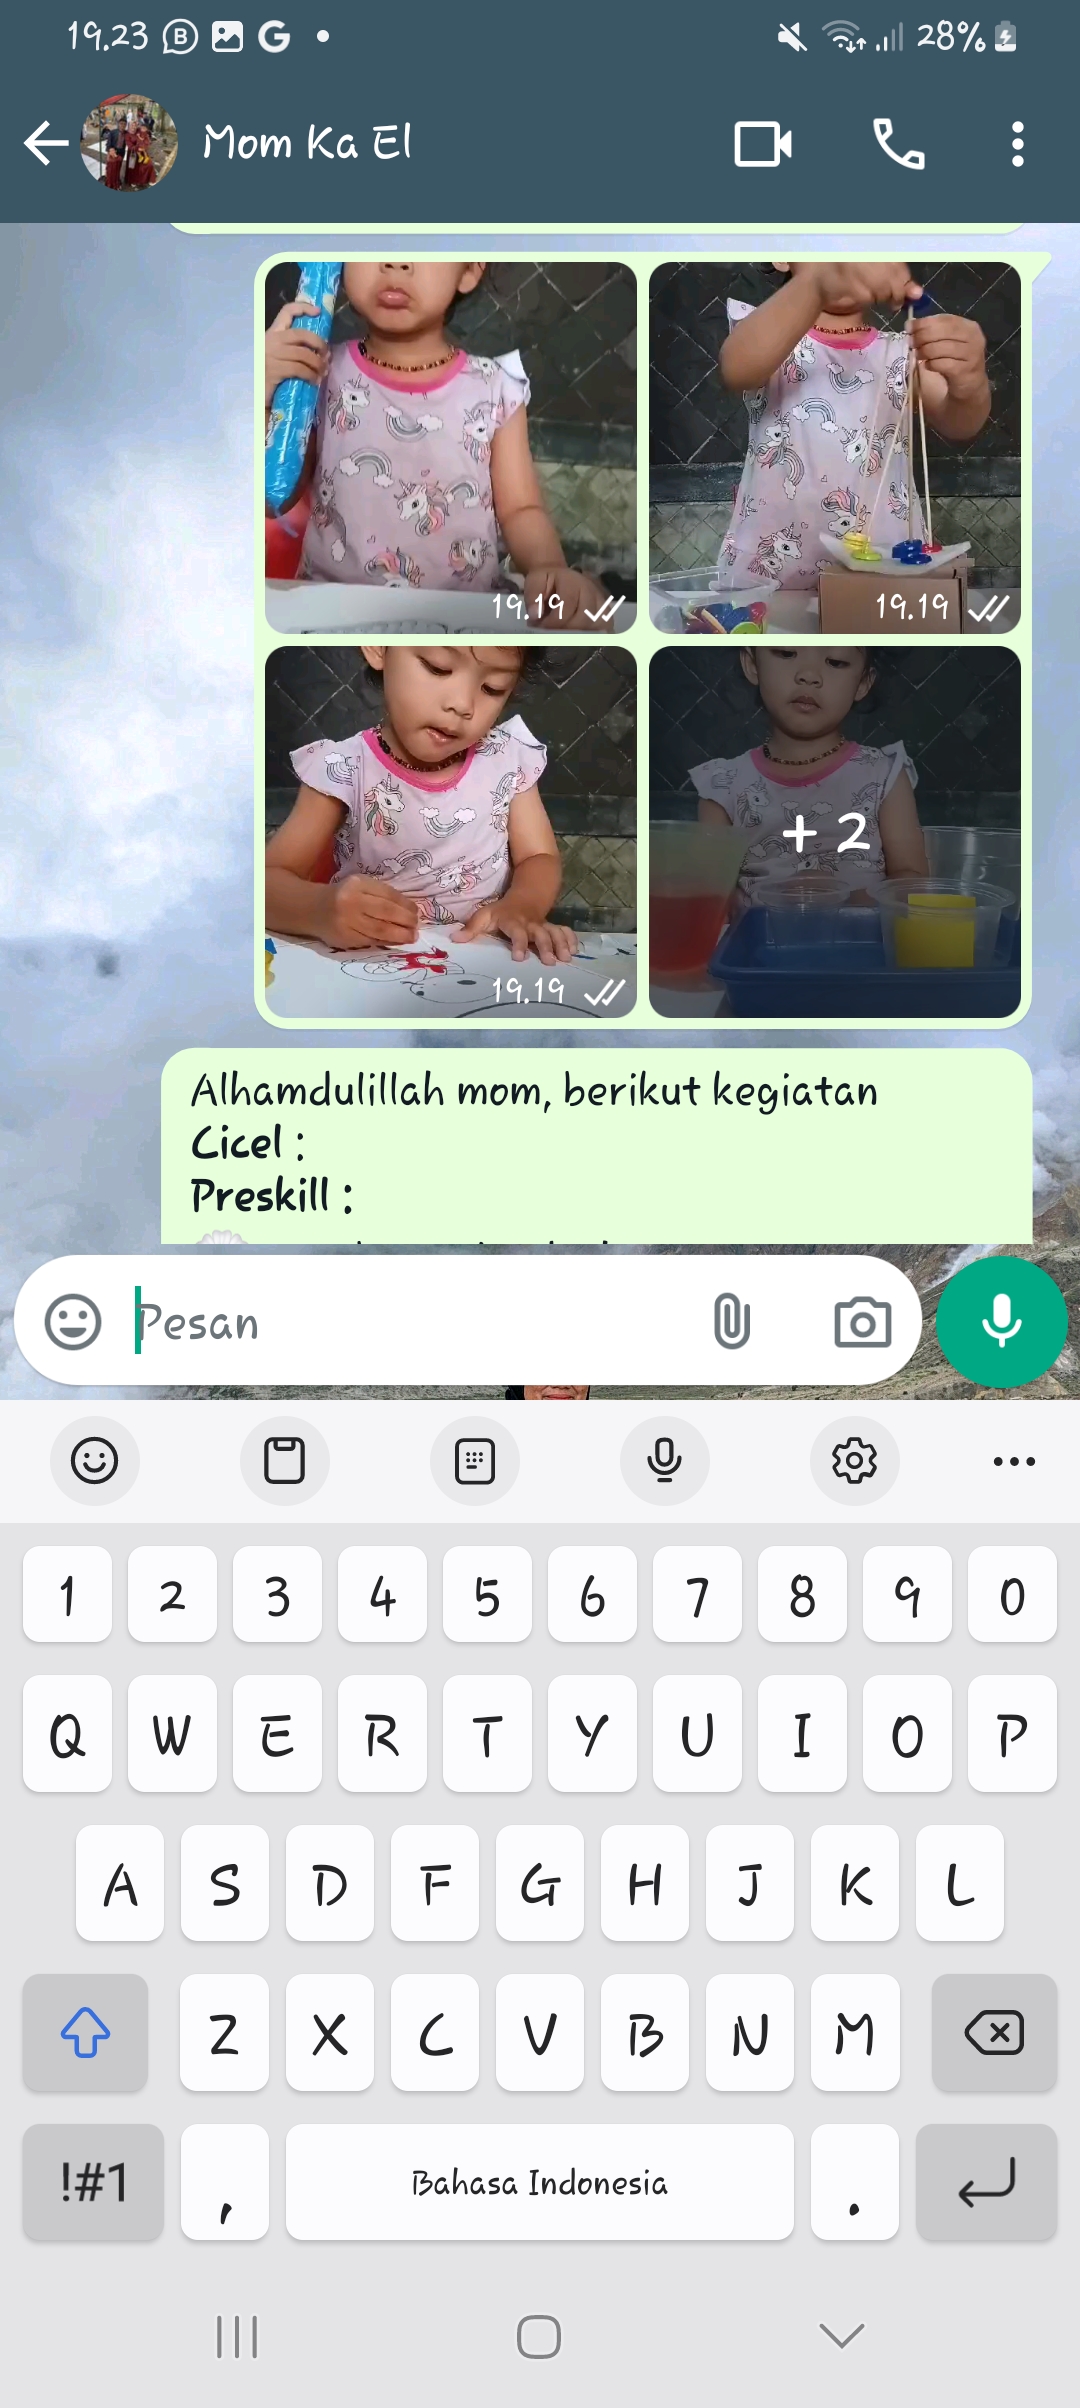 19.23 28%
Mom Ka El
19.19 19.19
+ 2
19.19
Alhamdulillah mom, berikut kegiatan
Cicel :
Preskill :
Pesan
1 2 3 4 5 6 7 8 9 0
Q W E R T Y U I O P
A S D F G H J K L
Z X C V B N M
!#1 , Bahasa Indonesia .